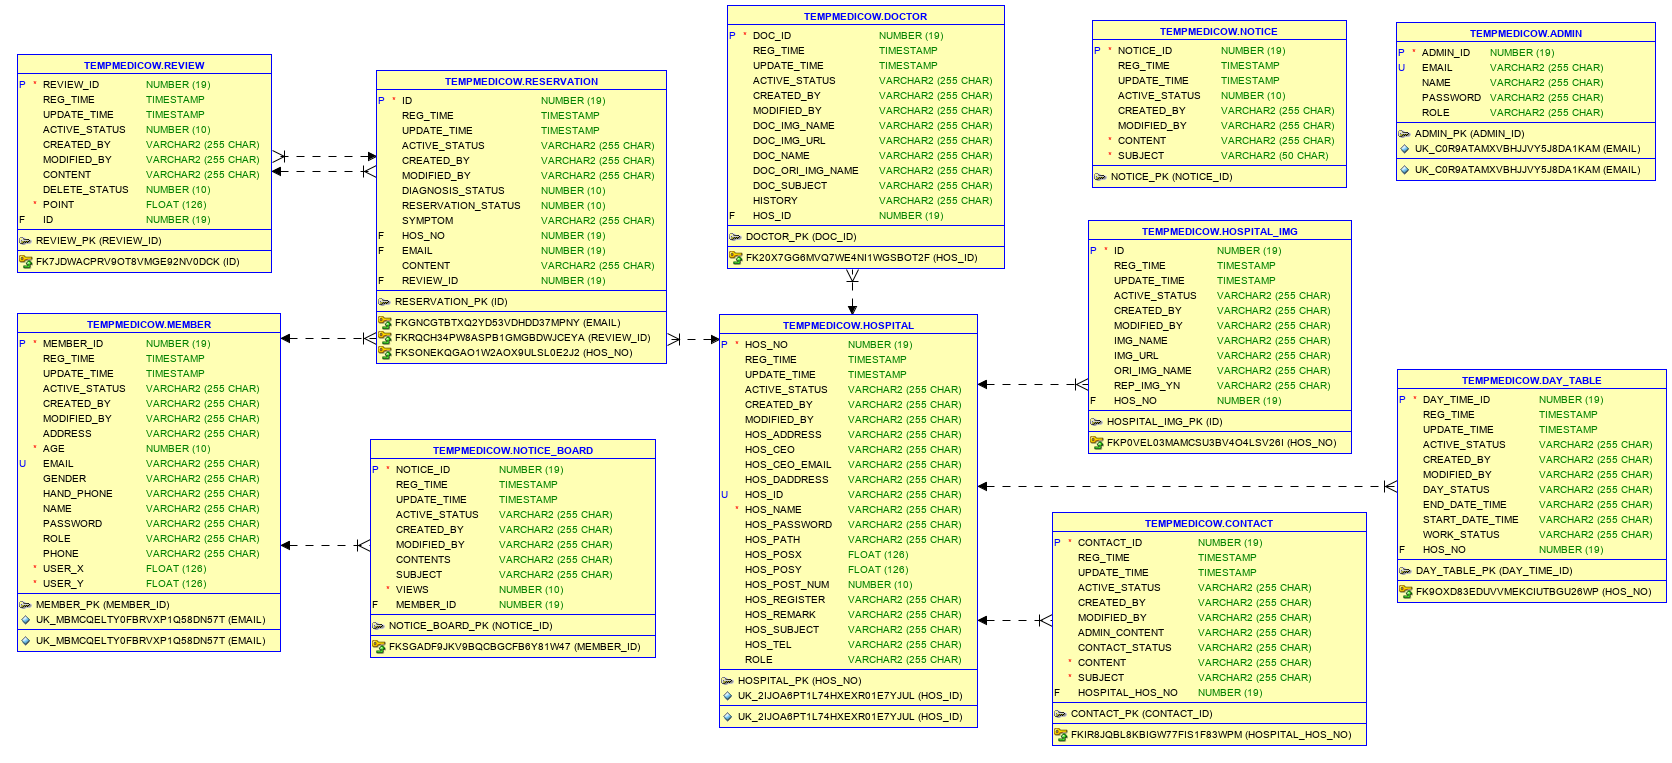 TEMPMEDICOW.REVIEW
P * REVIEW_ID NUMBER (19)
REG_TIME TIMESTAMP
UPDATE_TIME TIMESTAMP
ACTIVE_STATUS NUMBER (10)
CREATED_BY VARCHAR2 (255 CHAR)
MODIFIED_BY VARCHAR2 (255 CHAR)
CONTENT VARCHAR2 (255 CHAR)
DELETE_STATUS NUMBER (10)
* POINT FLOAT (126)
F ID NUMBER (19)
REVIEW_PK (REVIEW_ID)
FK7JDWACPRV9OT8VMGE92NV0DCK (ID)
TEMPMEDICOW.RESERVATION
P * ID NUMBER (19)
REG_TIME TIMESTAMP
UPDATE_TIME TIMESTAMP
ACTIVE_STATUS VARCHAR2 (255 CHAR)
CREATED_BY VARCHAR2 (255 CHAR)
MODIFIED_BY VARCHAR2 (255 CHAR)
DIAGNOSIS_STATUS NUMBER (10)
RESERVATION_STATUS NUMBER (10)
SYMPTOM VARCHAR2 (255 CHAR)
F HOS_NO NUMBER (19)
F EMAIL NUMBER (19)
CONTENT VARCHAR2 (255 CHAR)
F REVIEW_ID NUMBER (19)
RESERVATION_PK (ID)
FKGNCGTBTXQ2YD53VDHDD37MPNY (EMAIL)
FKRQCH34PW8ASPB1GMGBDWJCEYA (REVIEW_ID)
FKSONEKQGAO1W2AOX9ULSL0E2J2 (HOS_NO)
TEMPMEDICOW.DOCTOR
P * DOC_ID NUMBER (19)
REG_TIME TIMESTAMP
UPDATE_TIME TIMESTAMP
ACTIVE_STATUS VARCHAR2 (255 CHAR)
CREATED_BY VARCHAR2 (255 CHAR)
MODIFIED_BY VARCHAR2 (255 CHAR)
DOC_IMG_NAME VARCHAR2 (255 CHAR)
DOC_IMG_URL VARCHAR2 (255 CHAR)
DOC_NAME VARCHAR2 (255 CHAR)
DOC_ORI_IMG_NAME VARCHAR2 (255 CHAR)
DOC_SUBJECT VARCHAR2 (255 CHAR)
HISTORY VARCHAR2 (255 CHAR)
F HOS_ID NUMBER (19)
DOCTOR_PK (DOC_ID)
FK20X7GG6MVQ7WE4NI1WGSBOT2F (HOS_ID)
TEMPMEDICOW.NOTICE
P * NOTICE_ID NUMBER (19)
REG_TIME TIMESTAMP
UPDATE_TIME TIMESTAMP
ACTIVE_STATUS NUMBER (10)
CREATED_BY VARCHAR2 (255 CHAR)
MODIFIED_BY VARCHAR2 (255 CHAR)
* CONTENT VARCHAR2 (255 CHAR)
* SUBJECT VARCHAR2 (50 CHAR)
NOTICE_PK (NOTICE_ID)
TEMPMEDICOW.ADMIN
P * ADMIN_ID NUMBER (19)
U EMAIL VARCHAR2 (255 CHAR)
NAME VARCHAR2 (255 CHAR)
PASSWORD VARCHAR2 (255 CHAR)
ROLE VARCHAR2 (255 CHAR)
ADMIN_PK (ADMIN_ID)
UK_C0R9ATAMXVBHJJVY5J8DA1KAM (EMAIL)
UK_C0R9ATAMXVBHJJVY5J8DA1KAM (EMAIL)
TEMPMEDICOW.HOSPITAL_IMG
P * ID NUMBER (19)
REG_TIME TIMESTAMP
UPDATE_TIME TIMESTAMP
ACTIVE_STATUS VARCHAR2 (255 CHAR)
CREATED_BY VARCHAR2 (255 CHAR)
MODIFIED_BY VARCHAR2 (255 CHAR)
IMG_NAME VARCHAR2 (255 CHAR)
IMG_URL VARCHAR2 (255 CHAR)
ORI_IMG_NAME VARCHAR2 (255 CHAR)
REP_IMG_YN VARCHAR2 (255 CHAR)
F HOS_NO NUMBER (19)
HOSPITAL_IMG_PK (ID)
FKP0VEL03MAMCSU3BV4O4LSV26I (HOS_NO)
TEMPMEDICOW.MEMBER
P * MEMBER_ID NUMBER (19)
REG_TIME TIMESTAMP
UPDATE_TIME TIMESTAMP
ACTIVE_STATUS VARCHAR2 (255 CHAR)
CREATED_BY VARCHAR2 (255 CHAR)
MODIFIED_BY VARCHAR2 (255 CHAR)
ADDRESS VARCHAR2 (255 CHAR)
* AGE NUMBER (10)
U EMAIL VARCHAR2 (255 CHAR)
GENDER VARCHAR2 (255 CHAR)
HAND_PHONE VARCHAR2 (255 CHAR)
NAME VARCHAR2 (255 CHAR)
PASSWORD VARCHAR2 (255 CHAR)
ROLE VARCHAR2 (255 CHAR)
PHONE VARCHAR2 (255 CHAR)
* USER_X FLOAT (126)
* USER_Y FLOAT (126)
MEMBER_PK (MEMBER_ID)
UK_MBMCQELTY0FBRVXP1Q58DN57T (EMAIL)
UK_MBMCQELTY0FBRVXP1Q58DN57T (EMAIL)
TEMPMEDICOW.NOTICE_BOARD
P * NOTICE_ID NUMBER (19)
REG_TIME TIMESTAMP
UPDATE_TIME TIMESTAMP
ACTIVE_STATUS VARCHAR2 (255 CHAR)
CREATED_BY VARCHAR2 (255 CHAR)
MODIFIED_BY VARCHAR2 (255 CHAR)
CONTENTS VARCHAR2 (255 CHAR)
SUBJECT VARCHAR2 (255 CHAR)
* VIEWS NUMBER (10)
F MEMBER_ID NUMBER (19)
NOTICE_BOARD_PK (NOTICE_ID)
FKSGADF9JKV9BQCBGCFB6Y81W47 (MEMBER_ID)
TEMPMEDICOW.HOSPITAL
P * HOS_NO NUMBER (19)
REG_TIME TIMESTAMP
UPDATE_TIME TIMESTAMP
ACTIVE_STATUS VARCHAR2 (255 CHAR)
CREATED_BY VARCHAR2 (255 CHAR)
MODIFIED_BY VARCHAR2 (255 CHAR)
HOS_ADDRESS VARCHAR2 (255 CHAR)
HOS_CEO VARCHAR2 (255 CHAR)
HOS_CEO_EMAIL VARCHAR2 (255 CHAR)
HOS_DADDRESS VARCHAR2 (255 CHAR)
U HOS_ID VARCHAR2 (255 CHAR)
* HOS_NAME VARCHAR2 (255 CHAR)
HOS_PASSWORD VARCHAR2 (255 CHAR)
HOS_PATH VARCHAR2 (255 CHAR)
HOS_POSX FLOAT (126)
HOS_POSY FLOAT (126)
HOS_POST_NUM NUMBER (10)
HOS_REGISTER VARCHAR2 (255 CHAR)
HOS_REMARK VARCHAR2 (255 CHAR)
HOS_SUBJECT VARCHAR2 (255 CHAR)
HOS_TEL VARCHAR2 (255 CHAR)
ROLE VARCHAR2 (255 CHAR)
HOSPITAL_PK (HOS_NO)
UK_2IJOA6PT1L74HXEXR01E7YJUL (HOS_ID)
UK_2IJOA6PT1L74HXEXR01E7YJUL (HOS_ID)
TEMPMEDICOW.DAY_TABLE
P * DAY_TIME_ID NUMBER (19)
REG_TIME TIMESTAMP
UPDATE_TIME TIMESTAMP
ACTIVE_STATUS VARCHAR2 (255 CHAR)
CREATED_BY VARCHAR2 (255 CHAR)
MODIFIED_BY VARCHAR2 (255 CHAR)
DAY_STATUS VARCHAR2 (255 CHAR)
END_DATE_TIME VARCHAR2 (255 CHAR)
START_DATE_TIME VARCHAR2 (255 CHAR)
WORK_STATUS VARCHAR2 (255 CHAR)
F HOS_NO NUMBER (19)
DAY_TABLE_PK (DAY_TIME_ID)
FK9OXD83EDUVVMEKCIUTBGU26WP (HOS_NO)
TEMPMEDICOW.CONTACT
P * CONTACT_ID NUMBER (19)
REG_TIME TIMESTAMP
UPDATE_TIME TIMESTAMP
ACTIVE_STATUS VARCHAR2 (255 CHAR)
CREATED_BY VARCHAR2 (255 CHAR)
MODIFIED_BY VARCHAR2 (255 CHAR)
ADMIN_CONTENT VARCHAR2 (255 CHAR)
CONTACT_STATUS VARCHAR2 (255 CHAR)
* CONTENT VARCHAR2 (255 CHAR)
* SUBJECT VARCHAR2 (255 CHAR)
F HOSPITAL_HOS_NO NUMBER (19)
CONTACT_PK (CONTACT_ID)
FKIR8JQBL8KBIGW77FIS1F83WPM (HOSPITAL_HOS_NO)